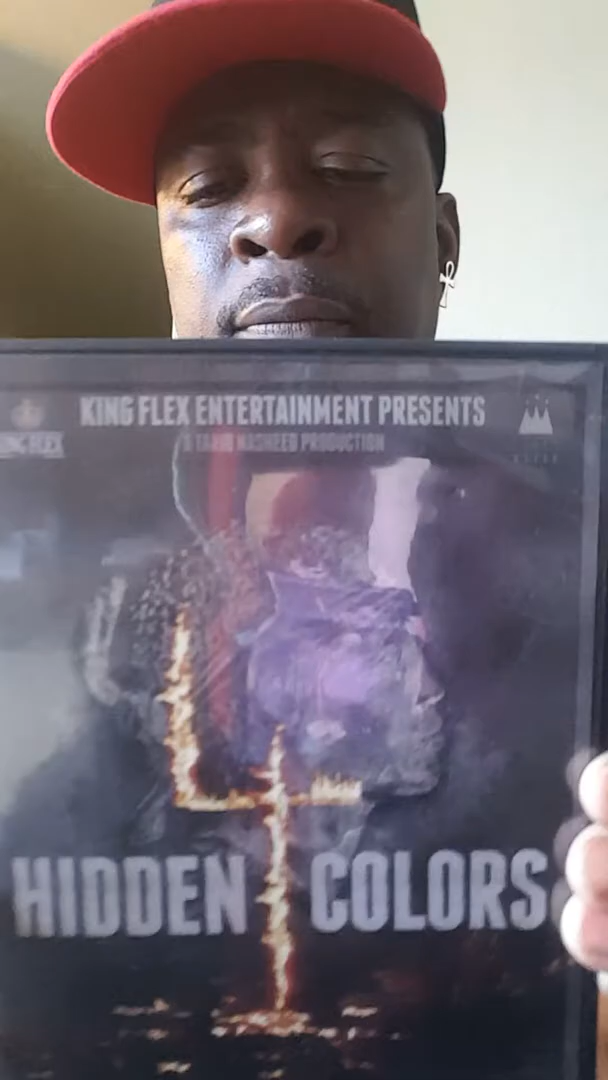 KING FLEX ENTERTAINMENT PRESENTS
A TARIQ NASHEED PRODUCTION
HIDDEN 4 COLORS